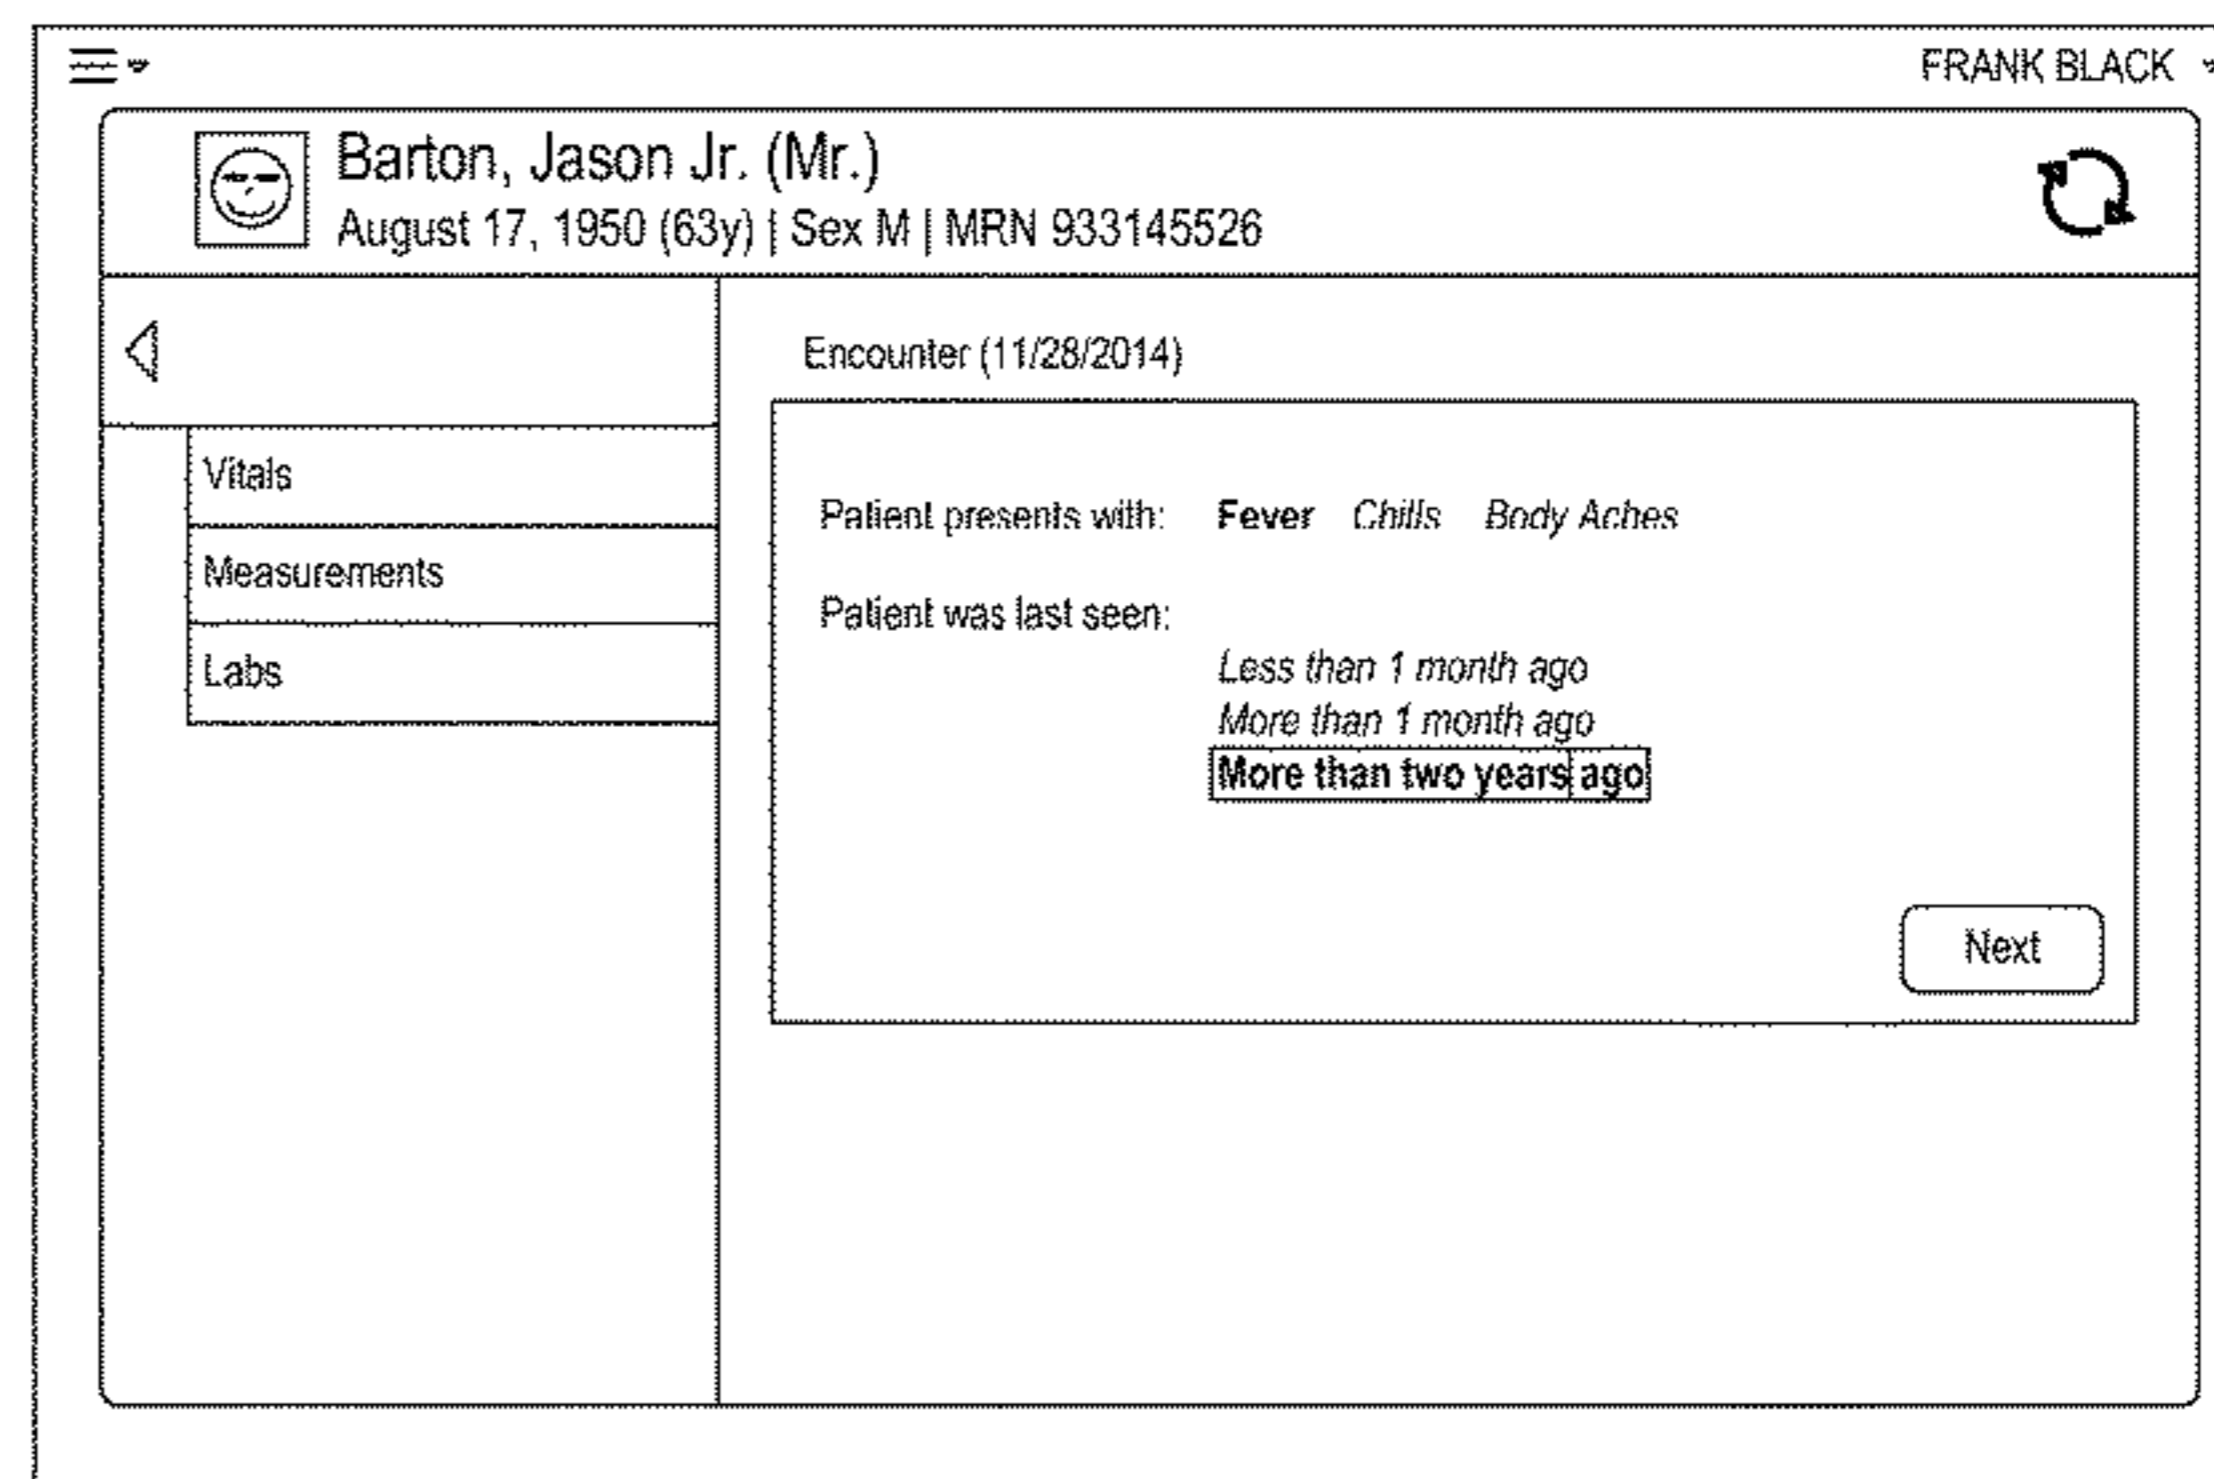 FRANK BLACK
Barton, Jason Jr. (Mr.)
August 17, 1950 (63y) | Sex M | MRN 933145526
Encounter (11/28/2014)
Vitals
Measurements
Labs
Patient presents with: Fever Chills Body Aches
Patient was last seen:
Less than 1 month ago
More than 1 month ago
More than two years ago
Next